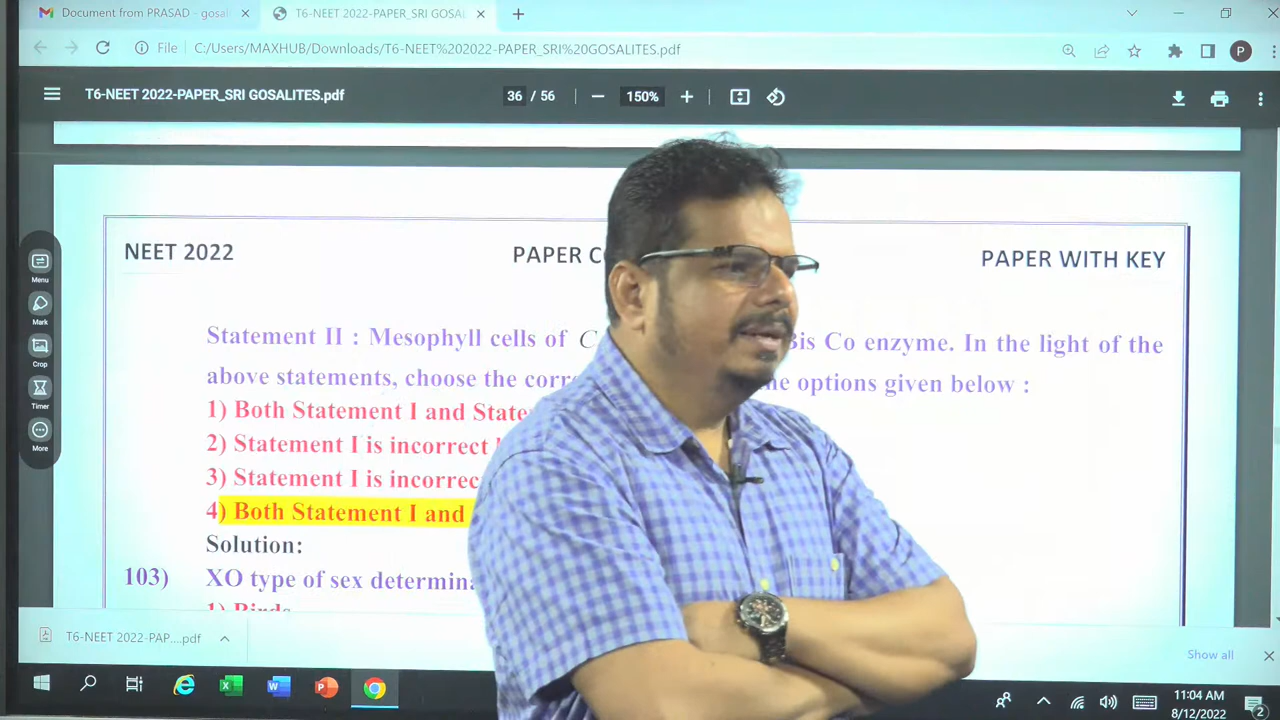 Document from PRASAD - gosal
T6-NEET 2022-PAPER_SRI GOSAL
File
C:/Users/MAXHUB/Downloads/T6-NEET%202022-PAPER_SRI%20GOSALITES.pdf
P
T6-NEET 2022-PAPER_SRI GOSALITES.pdf
36 / 56
150%
NEET 2022
PAPER C
PAPER WITH KEY
Statement II : Mesophyll cells of C Bis Co enzyme. In the light of the
above statements, choose the corr e options given below :
1) Both Statement I and State
2) Statement I is incorrect
3) Statement I is incorrec
4) Both Statement I and
Solution:
103) XO type of sex determina
1) Birds
Menu
Mark
Crop
Timer
More
T6-NEET 2022-PAP....pdf
Show all
11:04 AM
8/12/2022
2